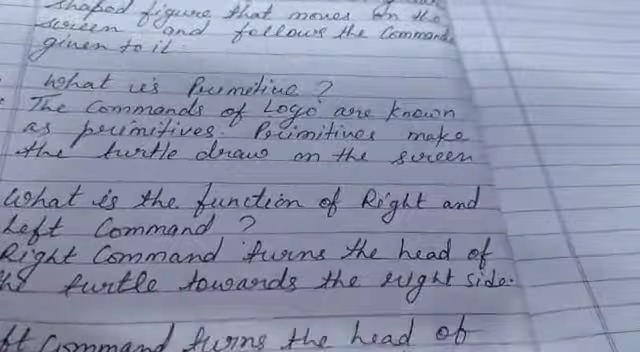 shaped figure that moves on the
screen and follows the Commands
given to it.
What is Primetive?
The Commands of Logo are known
as primitives. Primitives make
the turtle draw on the screen
What is the function of Right and
Left Command?
Right Command turns the head of
the turtle towards the right side.
ft Command turns the head of